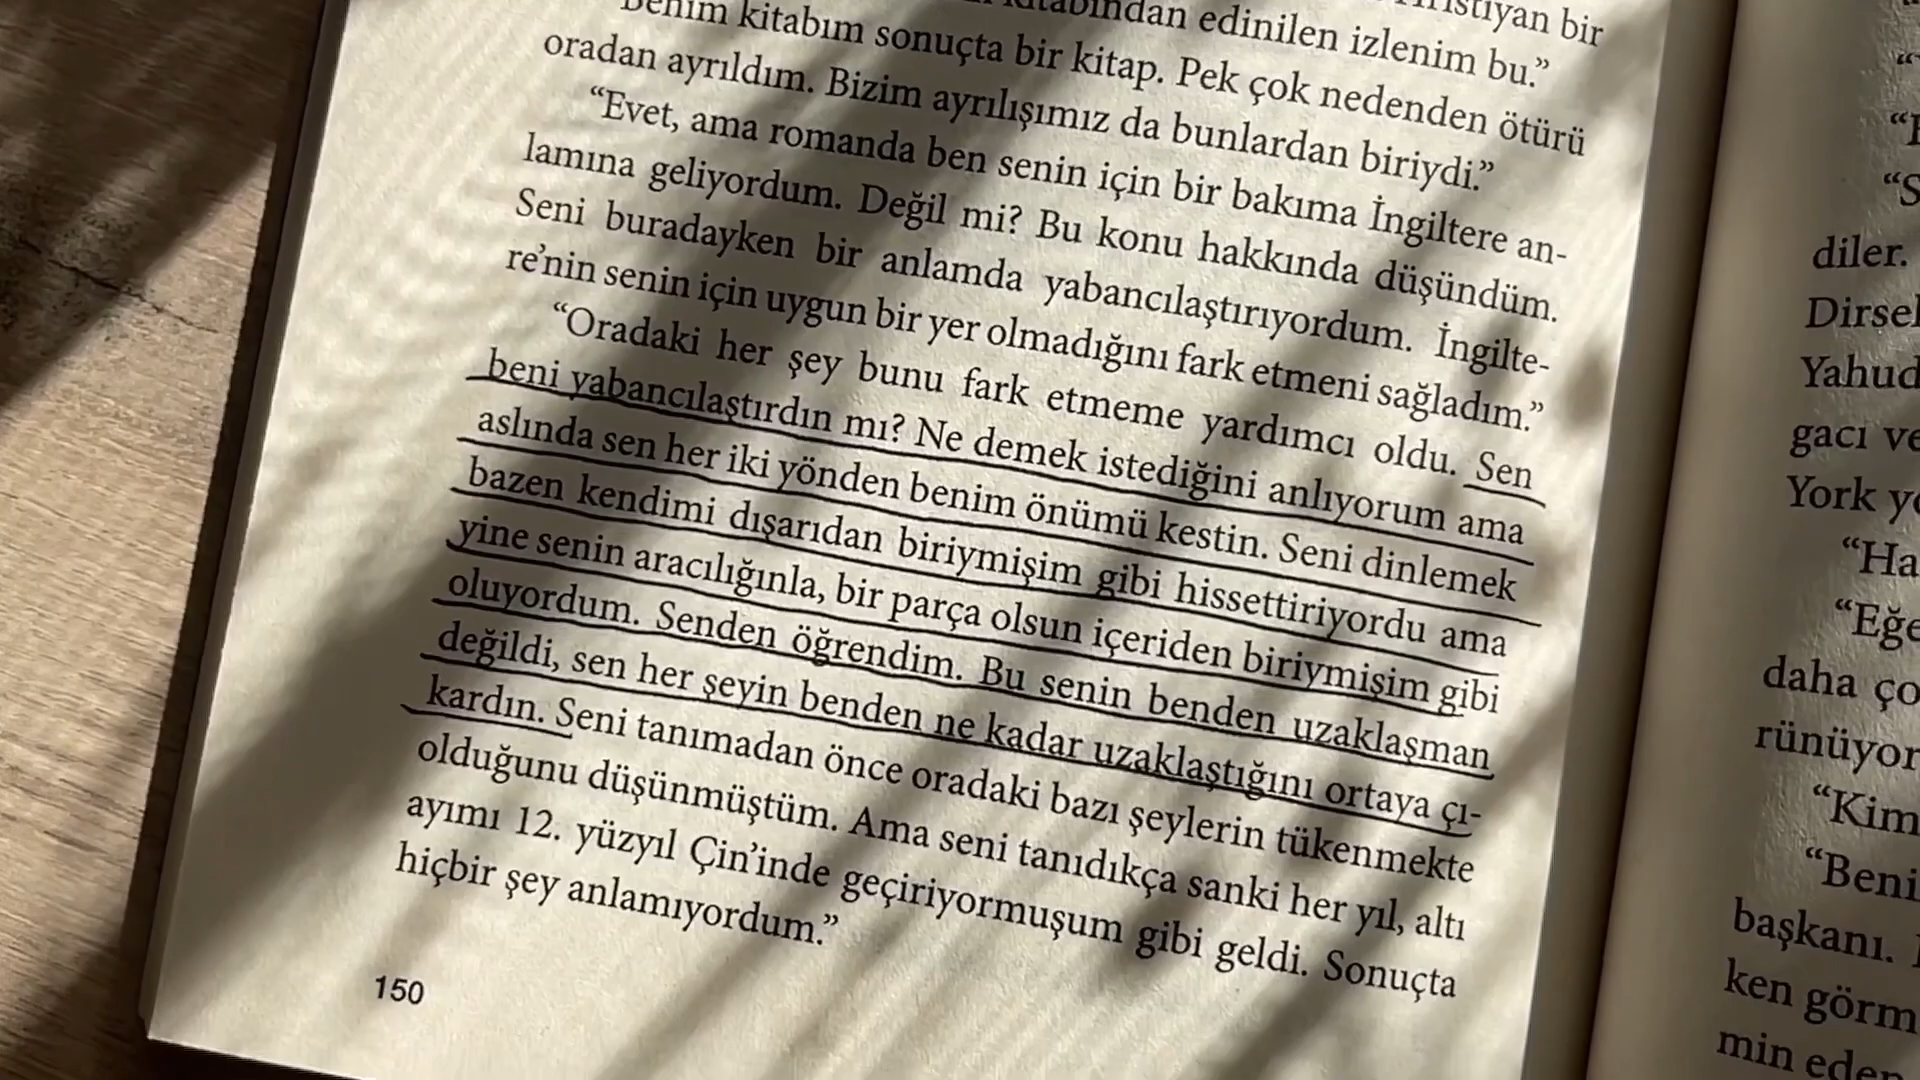 edinilen izlenim bu.”
Benim kitabım sonuçta bir kitap. Pek çok nedenden ötürü
oradan ayrıldım. Bizim ayrılışımız da bunlardan biriydi.”
“Evet, ama romanda ben senin için bir bakıma İngiltere an-
lamına geliyordum. Değil mi? Bu konu hakkında düşündüm.
Seni buradayken bir anlamda yabancılaştırıyordum. İngilte-
re’nin senin için uygun bir yer olmadığını fark etmeni sağladım.”
“Oradaki her şey bunu fark etmeme yardımcı oldu. Sen
beni yabancılaştırdın mı? Ne demek istediğini anlıyorum ama
aslında sen her iki yönden benim önümü kestin. Seni dinlemek
bazen kendimi dışarıdan biriymişim gibi hissettiriyordu ama
yine senin aracılığınla, bir parça olsun içeriden biriymişim gibi
oluyordum. Senden öğrendim. Bu senin benden uzaklaşman
değildi, sen her şeyin benden ne kadar uzaklaştığını ortaya çı-
kardın. Seni tanımadan önce oradaki bazı şeylerin tükenmekte
olduğunu düşünmüştüm. Ama seni tanıdıkça sanki her yıl, altı
ayımı 12. yüzyıl Çin’inde geçiriyormuşum gibi geldi. Sonuçta
hiçbir şey anlamıyordum.”
150
diler.
Dirsek
Yahud
gacı ve
York yo
“Ha
“Eğe
daha ço
rünüyor
“Kim
“Beni
başkanı.
ken görm
min eden